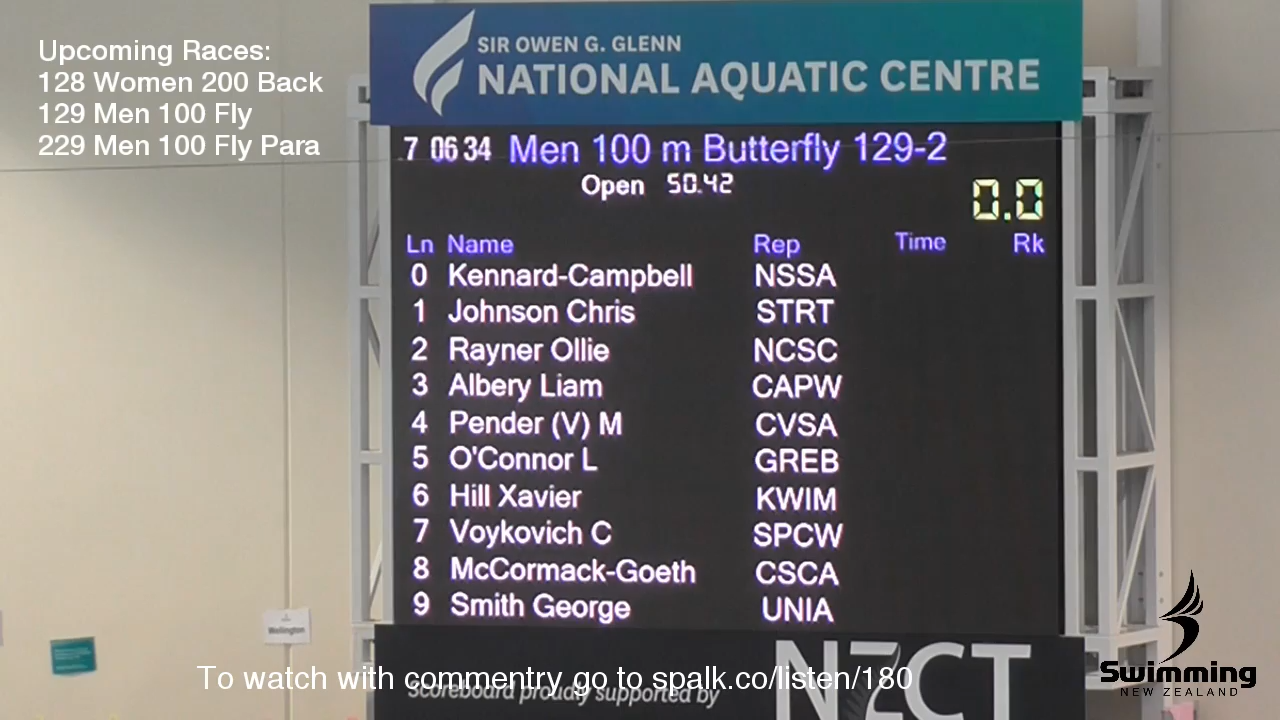 Upcoming Races:
128 Women 200 Back
129 Men 100 Fly
229 Men 100 Fly Para
SIR OWEN G. GLENN
NATIONAL AQUATIC CENTRE
7 06 34 Men 100 m Butterfly 129-2
Open 50.42
0.0
Ln Name Rep Time Rk
0 Kennard-Campbell NSSA
1 Johnson Chris STRT
2 Rayner Ollie NCSC
3 Albery Liam CAPW
4 Pender (V) M CVSA
5 O'Connor L GREB
6 Hill Xavier KWIM
7 Voykovich C SPCW
8 McCormack-Goeth CSCA
9 Smith George UNIA
Wellington
To watch with commentry go to spalk.co/listen/180
Scoreboard proudly supported by NZCT
Swimming
NEW ZEALAND